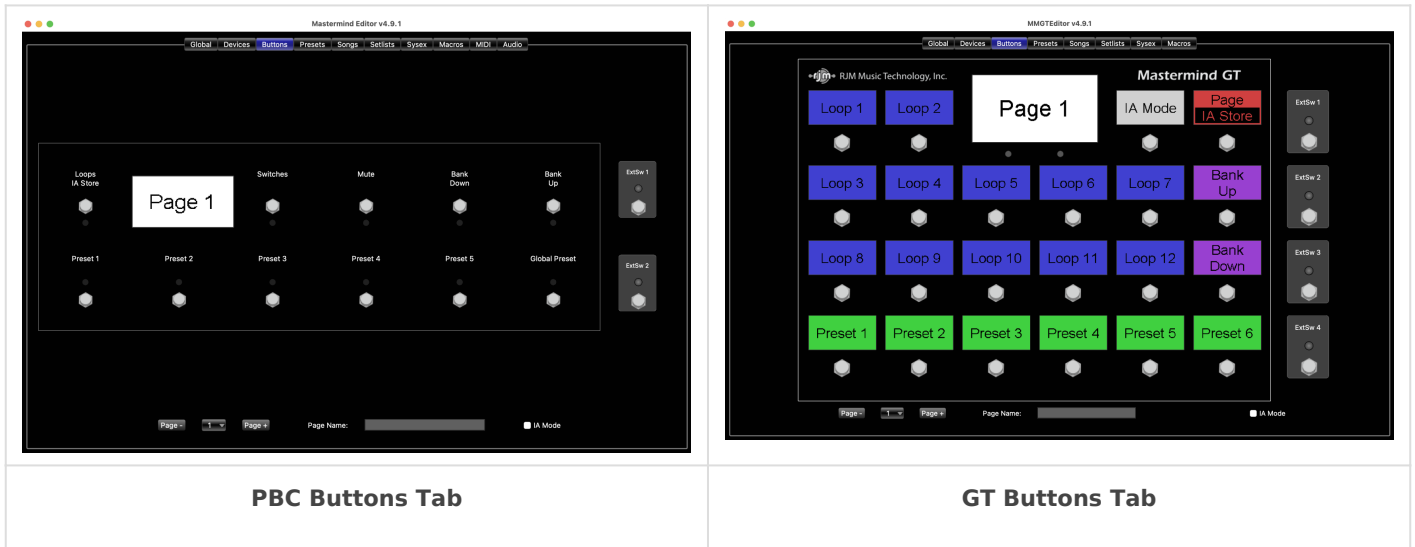 Mastermind Editor v4.9.1
Global Devices Buttons Presets Songs Setlists Sysex Macros MIDI Audio
Loops
IA Store
Page 1
Switches
Mute
Bank
Down
Bank
Up
ExtSw 1
Preset 1 Preset 2 Preset 3 Preset 4 Preset 5 Global Preset
ExtSw 2
Page - 1 Page + Page Name: IA Mode
PBC Buttons Tab
MMGTEditor v4.9.1
Global Devices Buttons Presets Songs Setlists Sysex Macros
rjm RJM Music Technology, Inc. Mastermind GT
Loop 1 Loop 2 Page 1 IA Mode
Page
IA Store
ExtSw 1
Loop 3 Loop 4 Loop 5 Loop 6 Loop 7
Bank
Up
ExtSw 2
Loop 8 Loop 9 Loop 10 Loop 11 Loop 12
Bank
Down
ExtSw 3
Preset 1 Preset 2 Preset 3 Preset 4 Preset 5 Preset 6
ExtSw 4
Page - 1 Page + Page Name: IA Mode
GT Buttons Tab